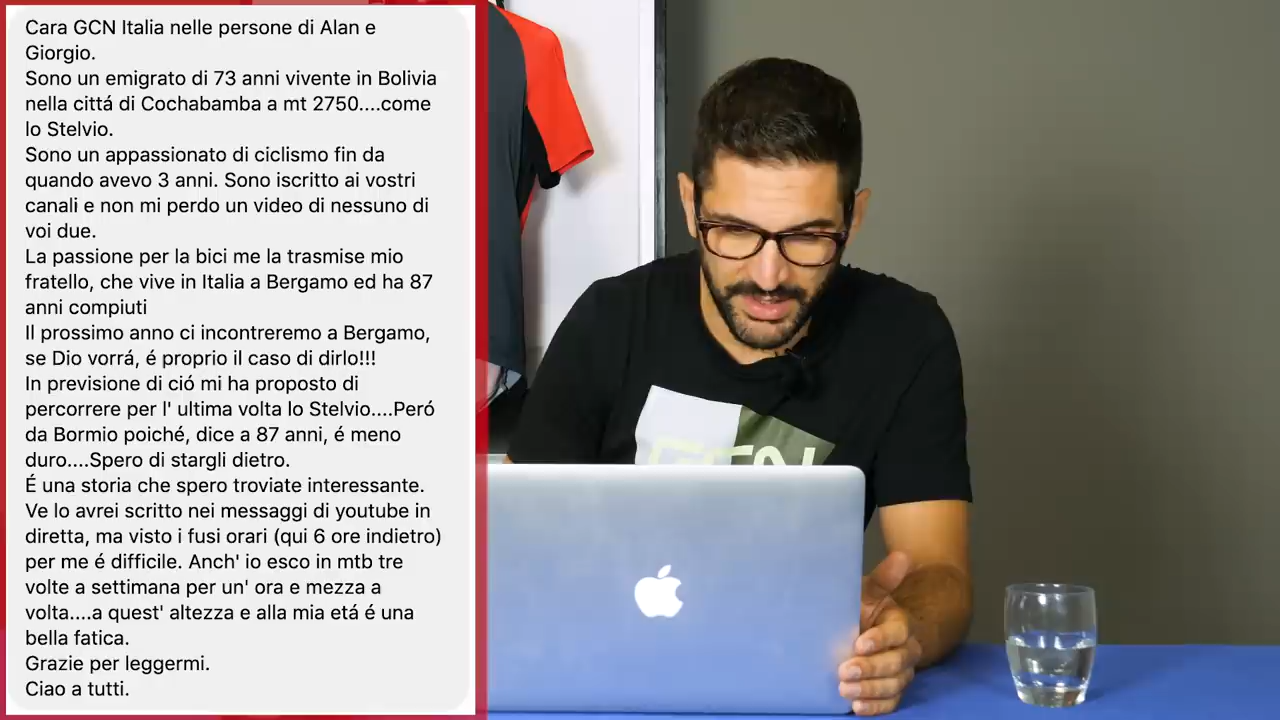 Cara GCN Italia nelle persone di Alan e
Giorgio.
Sono un emigrato di 73 anni vivente in Bolivia
nella cittá di Cochabamba a mt 2750....come
lo Stelvio.
Sono un appassionato di ciclismo fin da
quando avevo 3 anni. Sono iscritto ai vostri
canali e non mi perdo un video di nessuno di
voi due.
La passione per la bici me la trasmise mio
fratello, che vive in Italia a Bergamo ed ha 87
anni compiuti
Il prossimo anno ci incontreremo a Bergamo,
se Dio vorrá, é proprio il caso di dirlo!!!
In previsione di ció mi ha proposto di
percorrere per l' ultima volta lo Stelvio....Peró
da Bormio poiché, dice a 87 anni, é meno
duro....Spero di stargli dietro.
É una storia che spero troviate interessante.
Ve lo avrei scritto nei messaggi di youtube in
diretta, ma visto i fusi orari (qui 6 ore indietro)
per me é difficile. Anch' io esco in mtb tre
volte a settimana per un' ora e mezza a
volta....a quest' altezza e alla mia etá é una
bella fatica.
Grazie per leggermi.
Ciao a tutti.